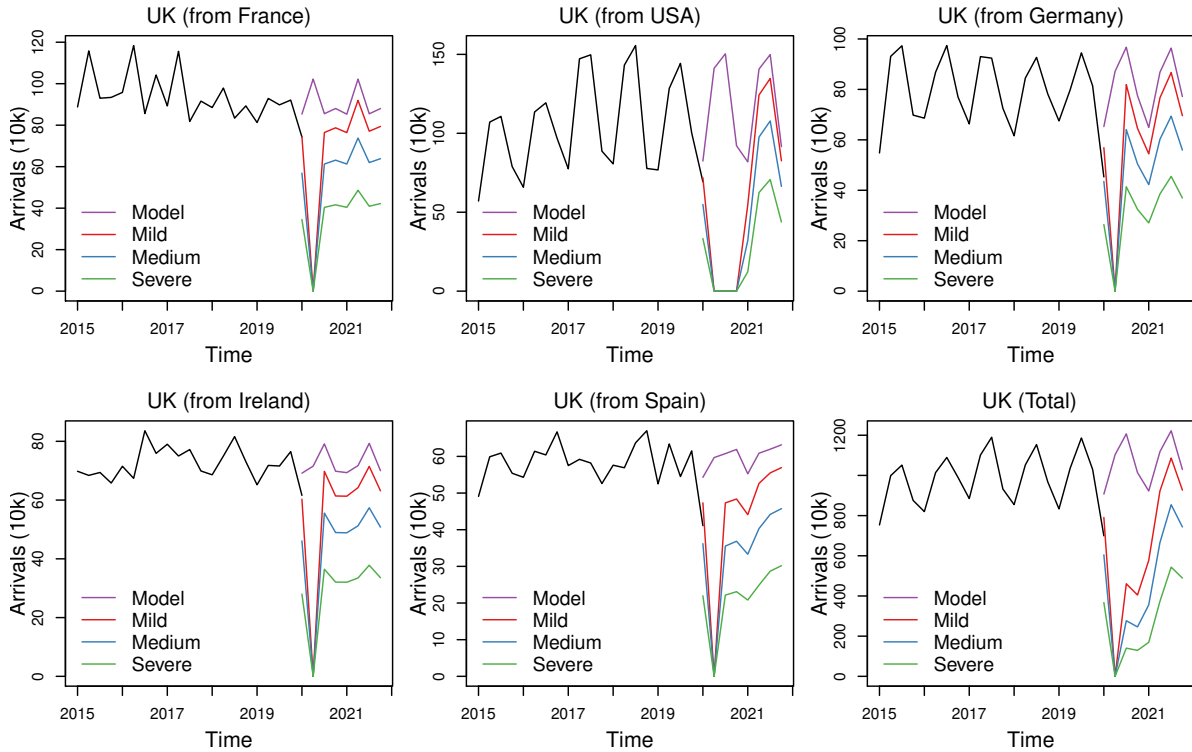 UK (from France)
Arrivals (10k)
120
100
80
60
40
20
0
Model
Mild
Medium
Severe
2015 2017 2019 2021
Time
UK (from USA)
Arrivals (10k)
150
100
50
0
Model
Mild
Medium
Severe
2015 2017 2019 2021
Time
UK (from Germany)
Arrivals (10k)
100
80
60
40
20
0
Model
Mild
Medium
Severe
2015 2017 2019 2021
Time
UK (from Ireland)
Arrivals (10k)
80
60
40
20
0
Model
Mild
Medium
Severe
2015 2017 2019 2021
Time
UK (from Spain)
Arrivals (10k)
60
50
40
30
20
10
0
Model
Mild
Medium
Severe
2015 2017 2019 2021
Time
UK (Total)
Arrivals (10k)
1200
1000
800
600
400
200
0
Model
Mild
Medium
Severe
2015 2017 2019 2021
Time